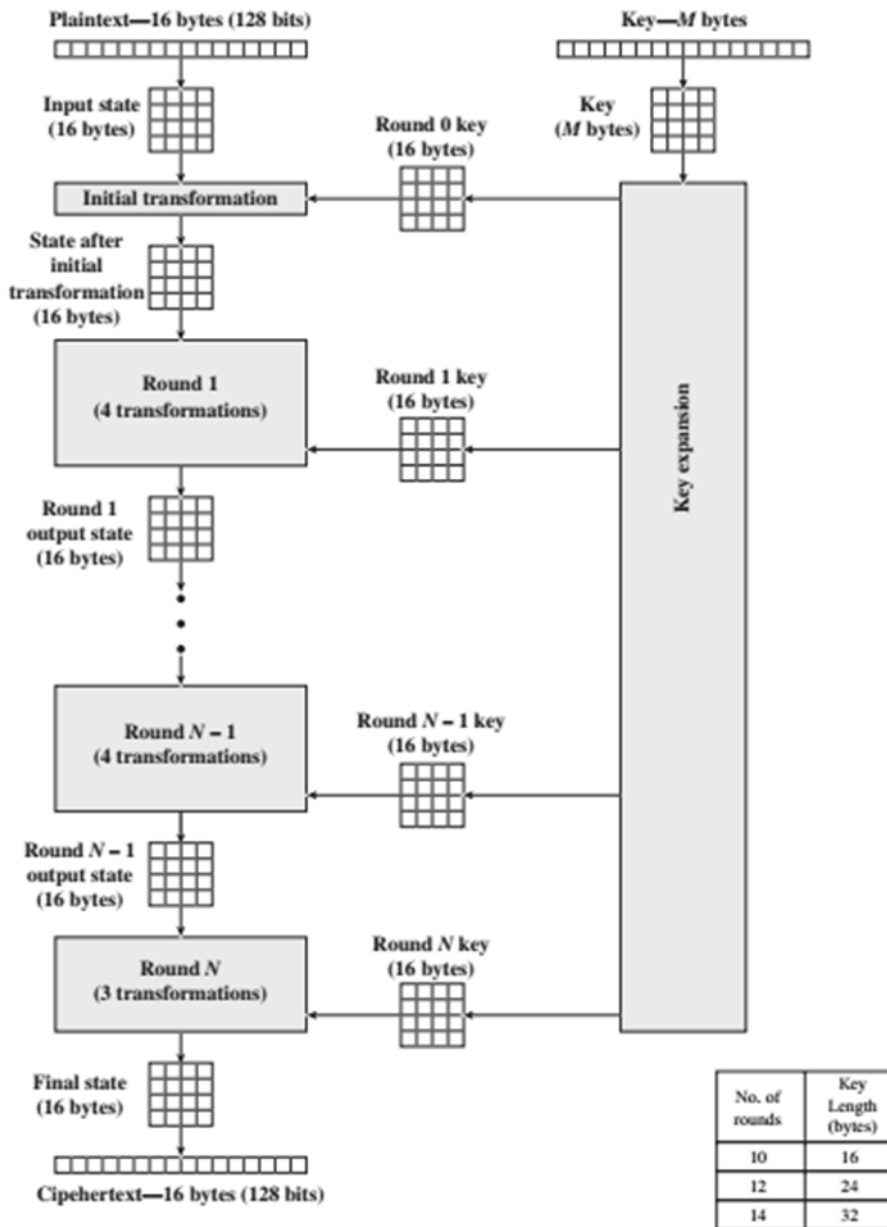 Plaintext—16 bytes (128 bits)
Key—M bytes
Input state
(16 bytes)
Key
(M bytes)
Round 0 key
(16 bytes)
Initial transformation
State after
initial
transformation
(16 bytes)
Round 1
(4 transformations)
Round 1 key
(16 bytes)
Key expansion
Round 1
output state
(16 bytes)
Round N – 1
(4 transformations)
Round N – 1 key
(16 bytes)
Round N – 1
output state
(16 bytes)
Round N
(3 transformations)
Round N key
(16 bytes)
Final state
(16 bytes)
Cipehertext—16 bytes (128 bits)
No. of
rounds
Key
Length
(bytes)
10 16
12 24
14 32